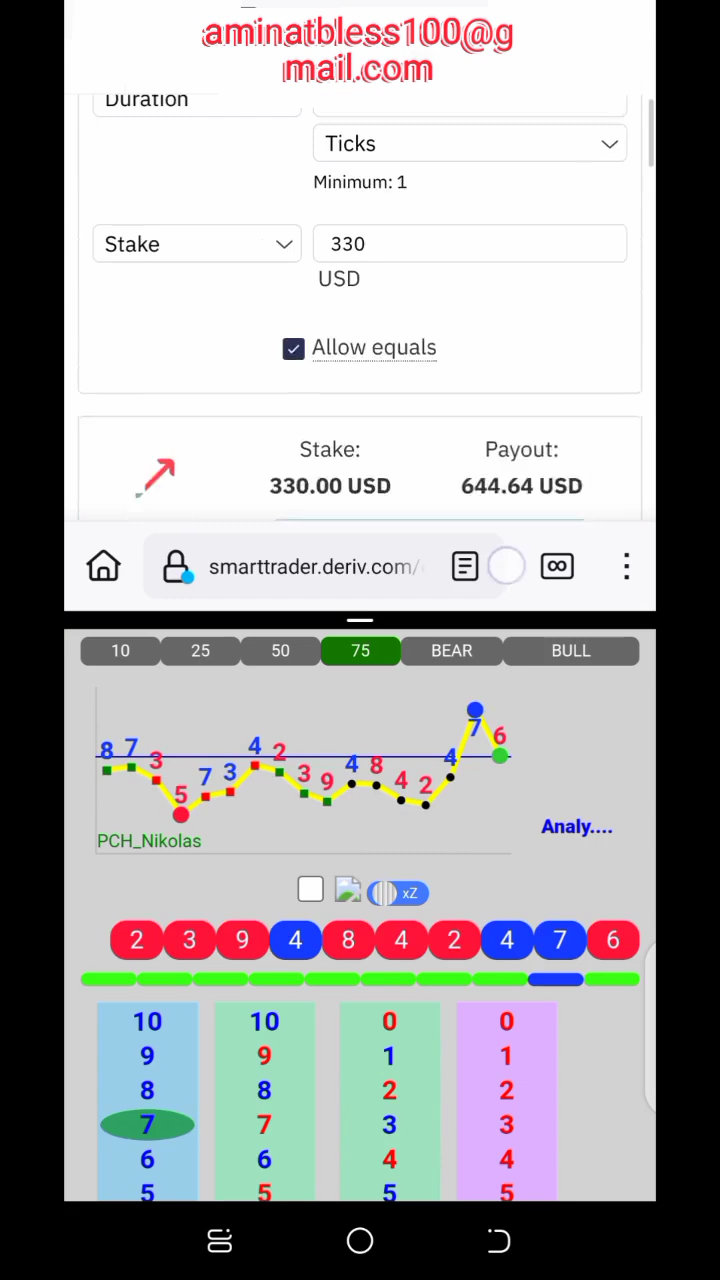 aminatbless100@g
mail.com
Duration
Ticks
Minimum: 1
Stake 330
USD
Allow equals
Stake: Payout:
330.00 USD 644.64 USD
smarttrader.deriv.com/
10 25 50 75 BEAR BULL
8 7 3 5 7 3 4 2 3 9 4 8 4 2 4 7 6
Analy....
PCH_Nikolas
xZ
2 3 9 4 8 4 2 4 7 6
10 10 0 0
9 9 1 1
8 8 2 2
7 7 3 3
6 6 4 4
5 5 5 5